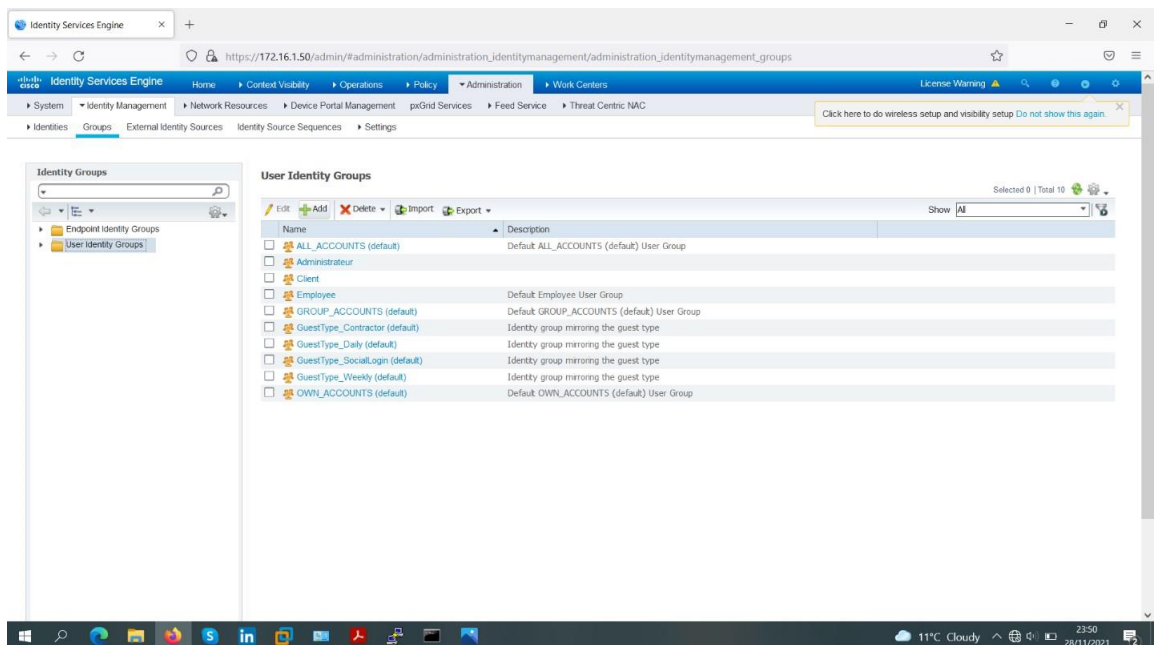 Identity Services Engine
https://172.16.1.50/admin/#administration/administration_identitymanagement/administration_identitymanagement_groups
cisco Identity Services Engine Home Context Visibility Operations Policy Administration Work Centers License Warning
System Identity Management Network Resources Device Portal Management pxGrid Services Feed Service Threat Centric NAC
Click here to do wireless setup and visibility setup Do not show this again.
Identities Groups External Identity Sources Identity Source Sequences Settings
Identity Groups
Endpoint Identity Groups
User Identity Groups
User Identity Groups
Selected 0 | Total 10
Edit Add Delete Import Export Show All
Name Description
ALL_ACCOUNTS (default) Default ALL_ACCOUNTS (default) User Group
Administrateur
Client
Employee Default Employee User Group
GROUP_ACCOUNTS (default) Default GROUP_ACCOUNTS (default) User Group
GuestType_Contractor (default) Identity group mirroring the guest type
GuestType_Daily (default) Identity group mirroring the guest type
GuestType_SocialLogin (default) Identity group mirroring the guest type
GuestType_Weekly (default) Identity group mirroring the guest type
OWN_ACCOUNTS (default) Default OWN_ACCOUNTS (default) User Group
11°C Cloudy
23:50
28/11/2021